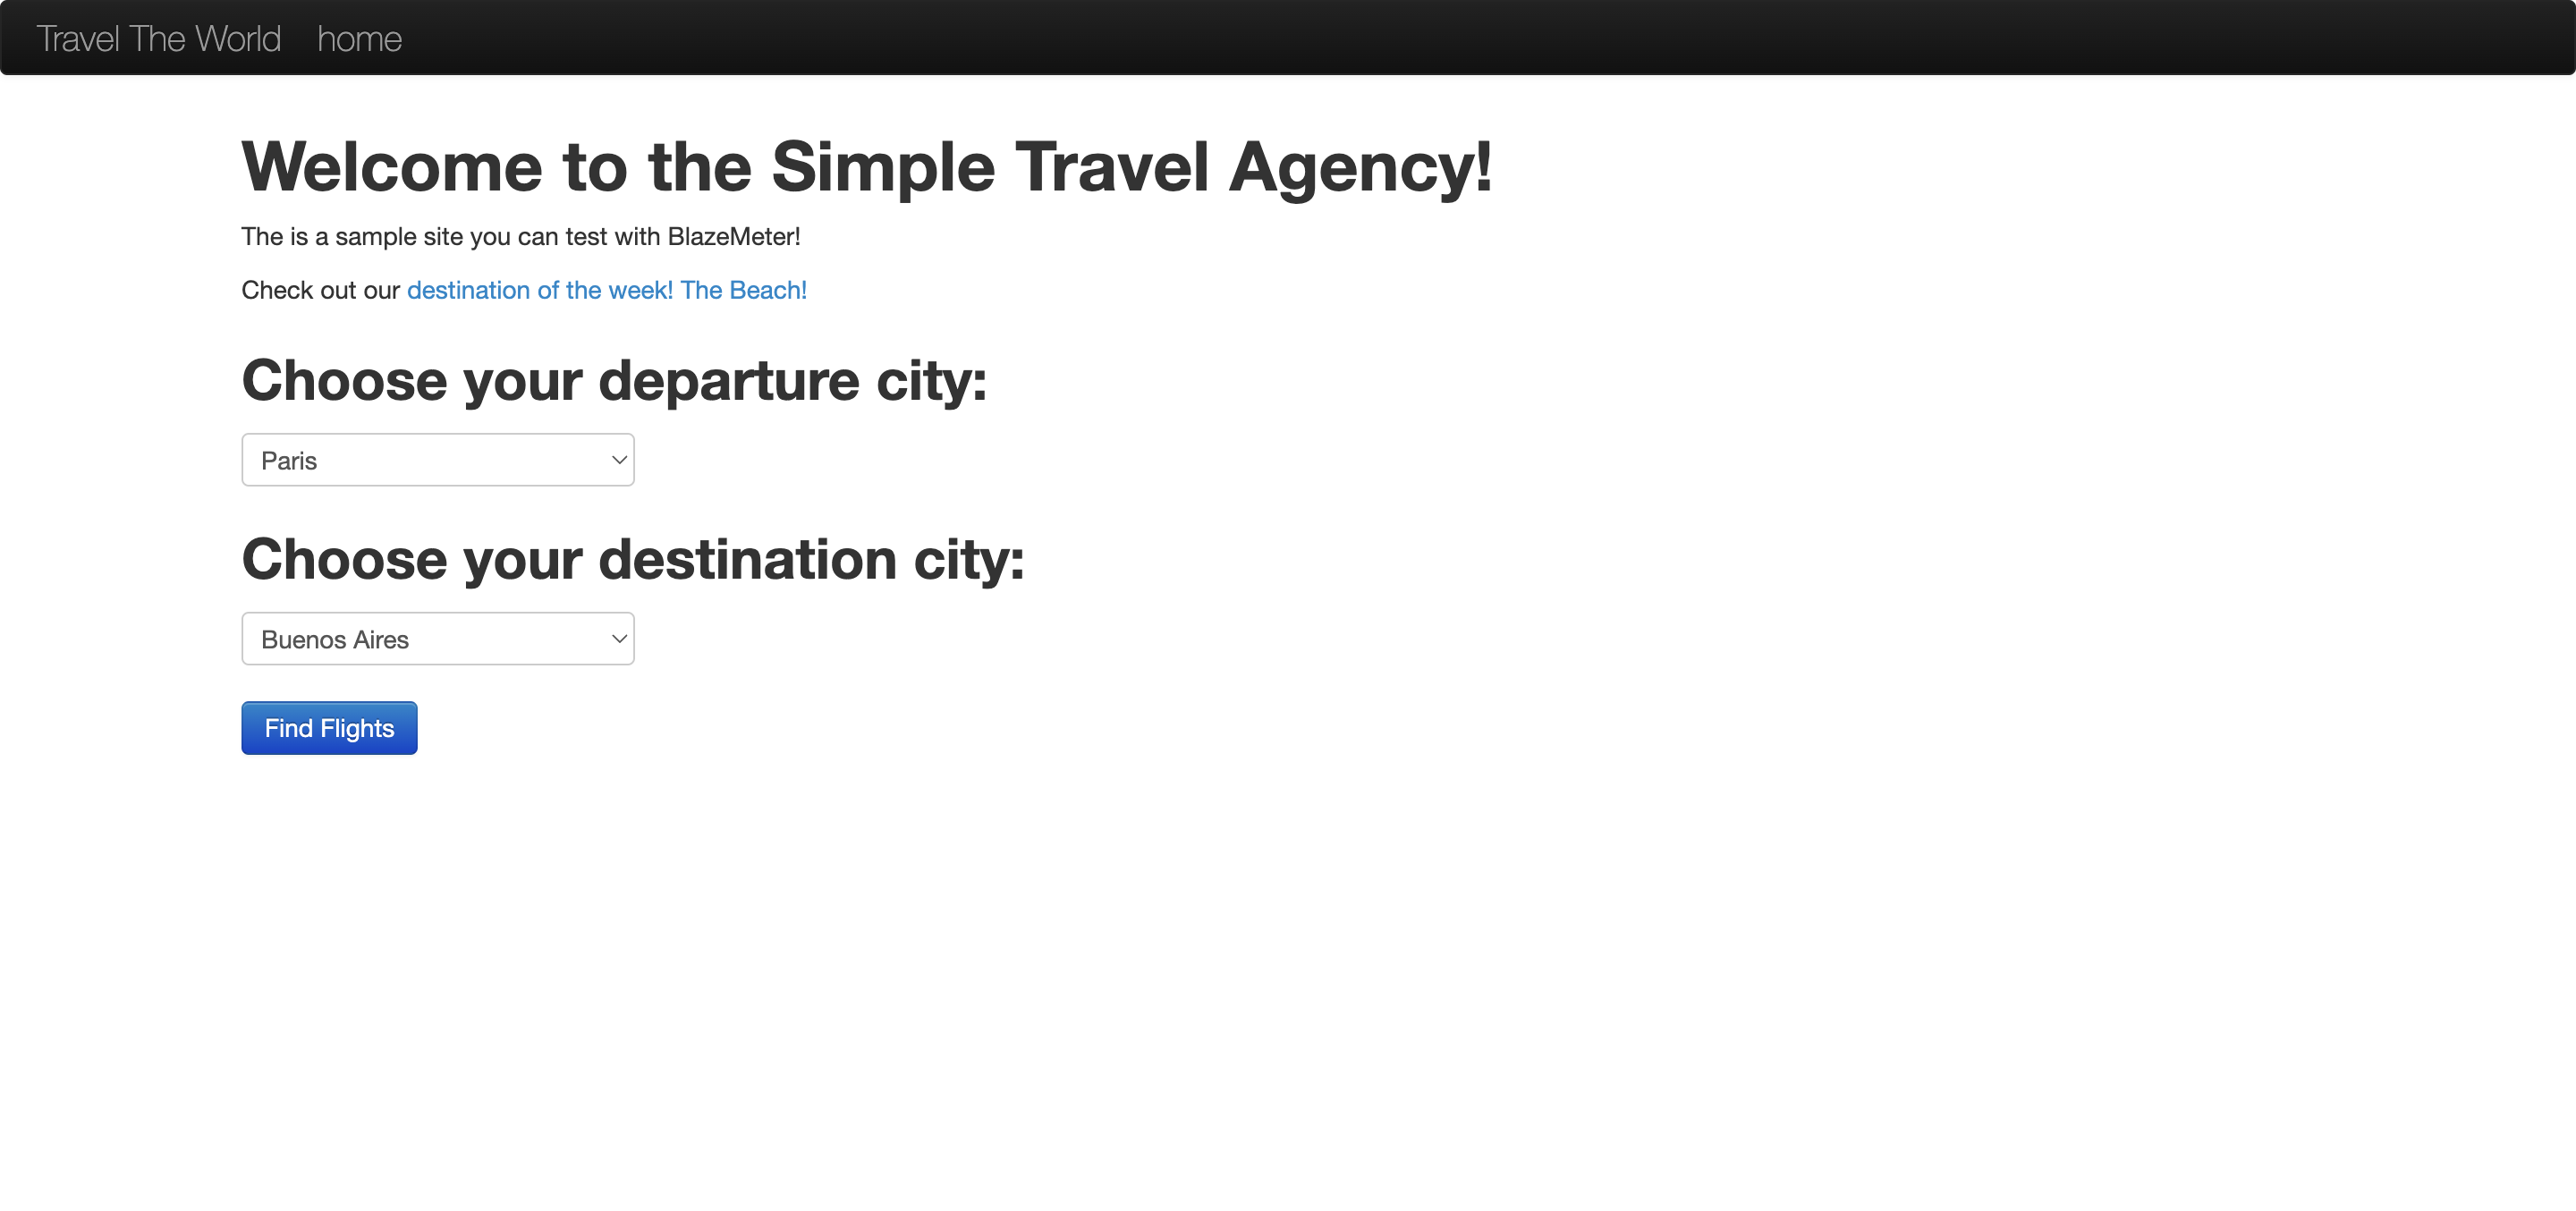 Travel The World home
Welcome to the Simple Travel Agency!
The is a sample site you can test with BlazeMeter!
Check out our destination of the week! The Beach!
Choose your departure city:
Paris
Choose your destination city:
Buenos Aires
Find Flights